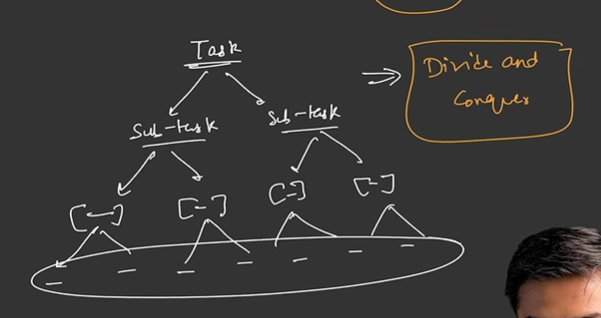 Task
Sub-task
Sub-task
[-]
[-]
[-]
[-]
Divide and
Conquer